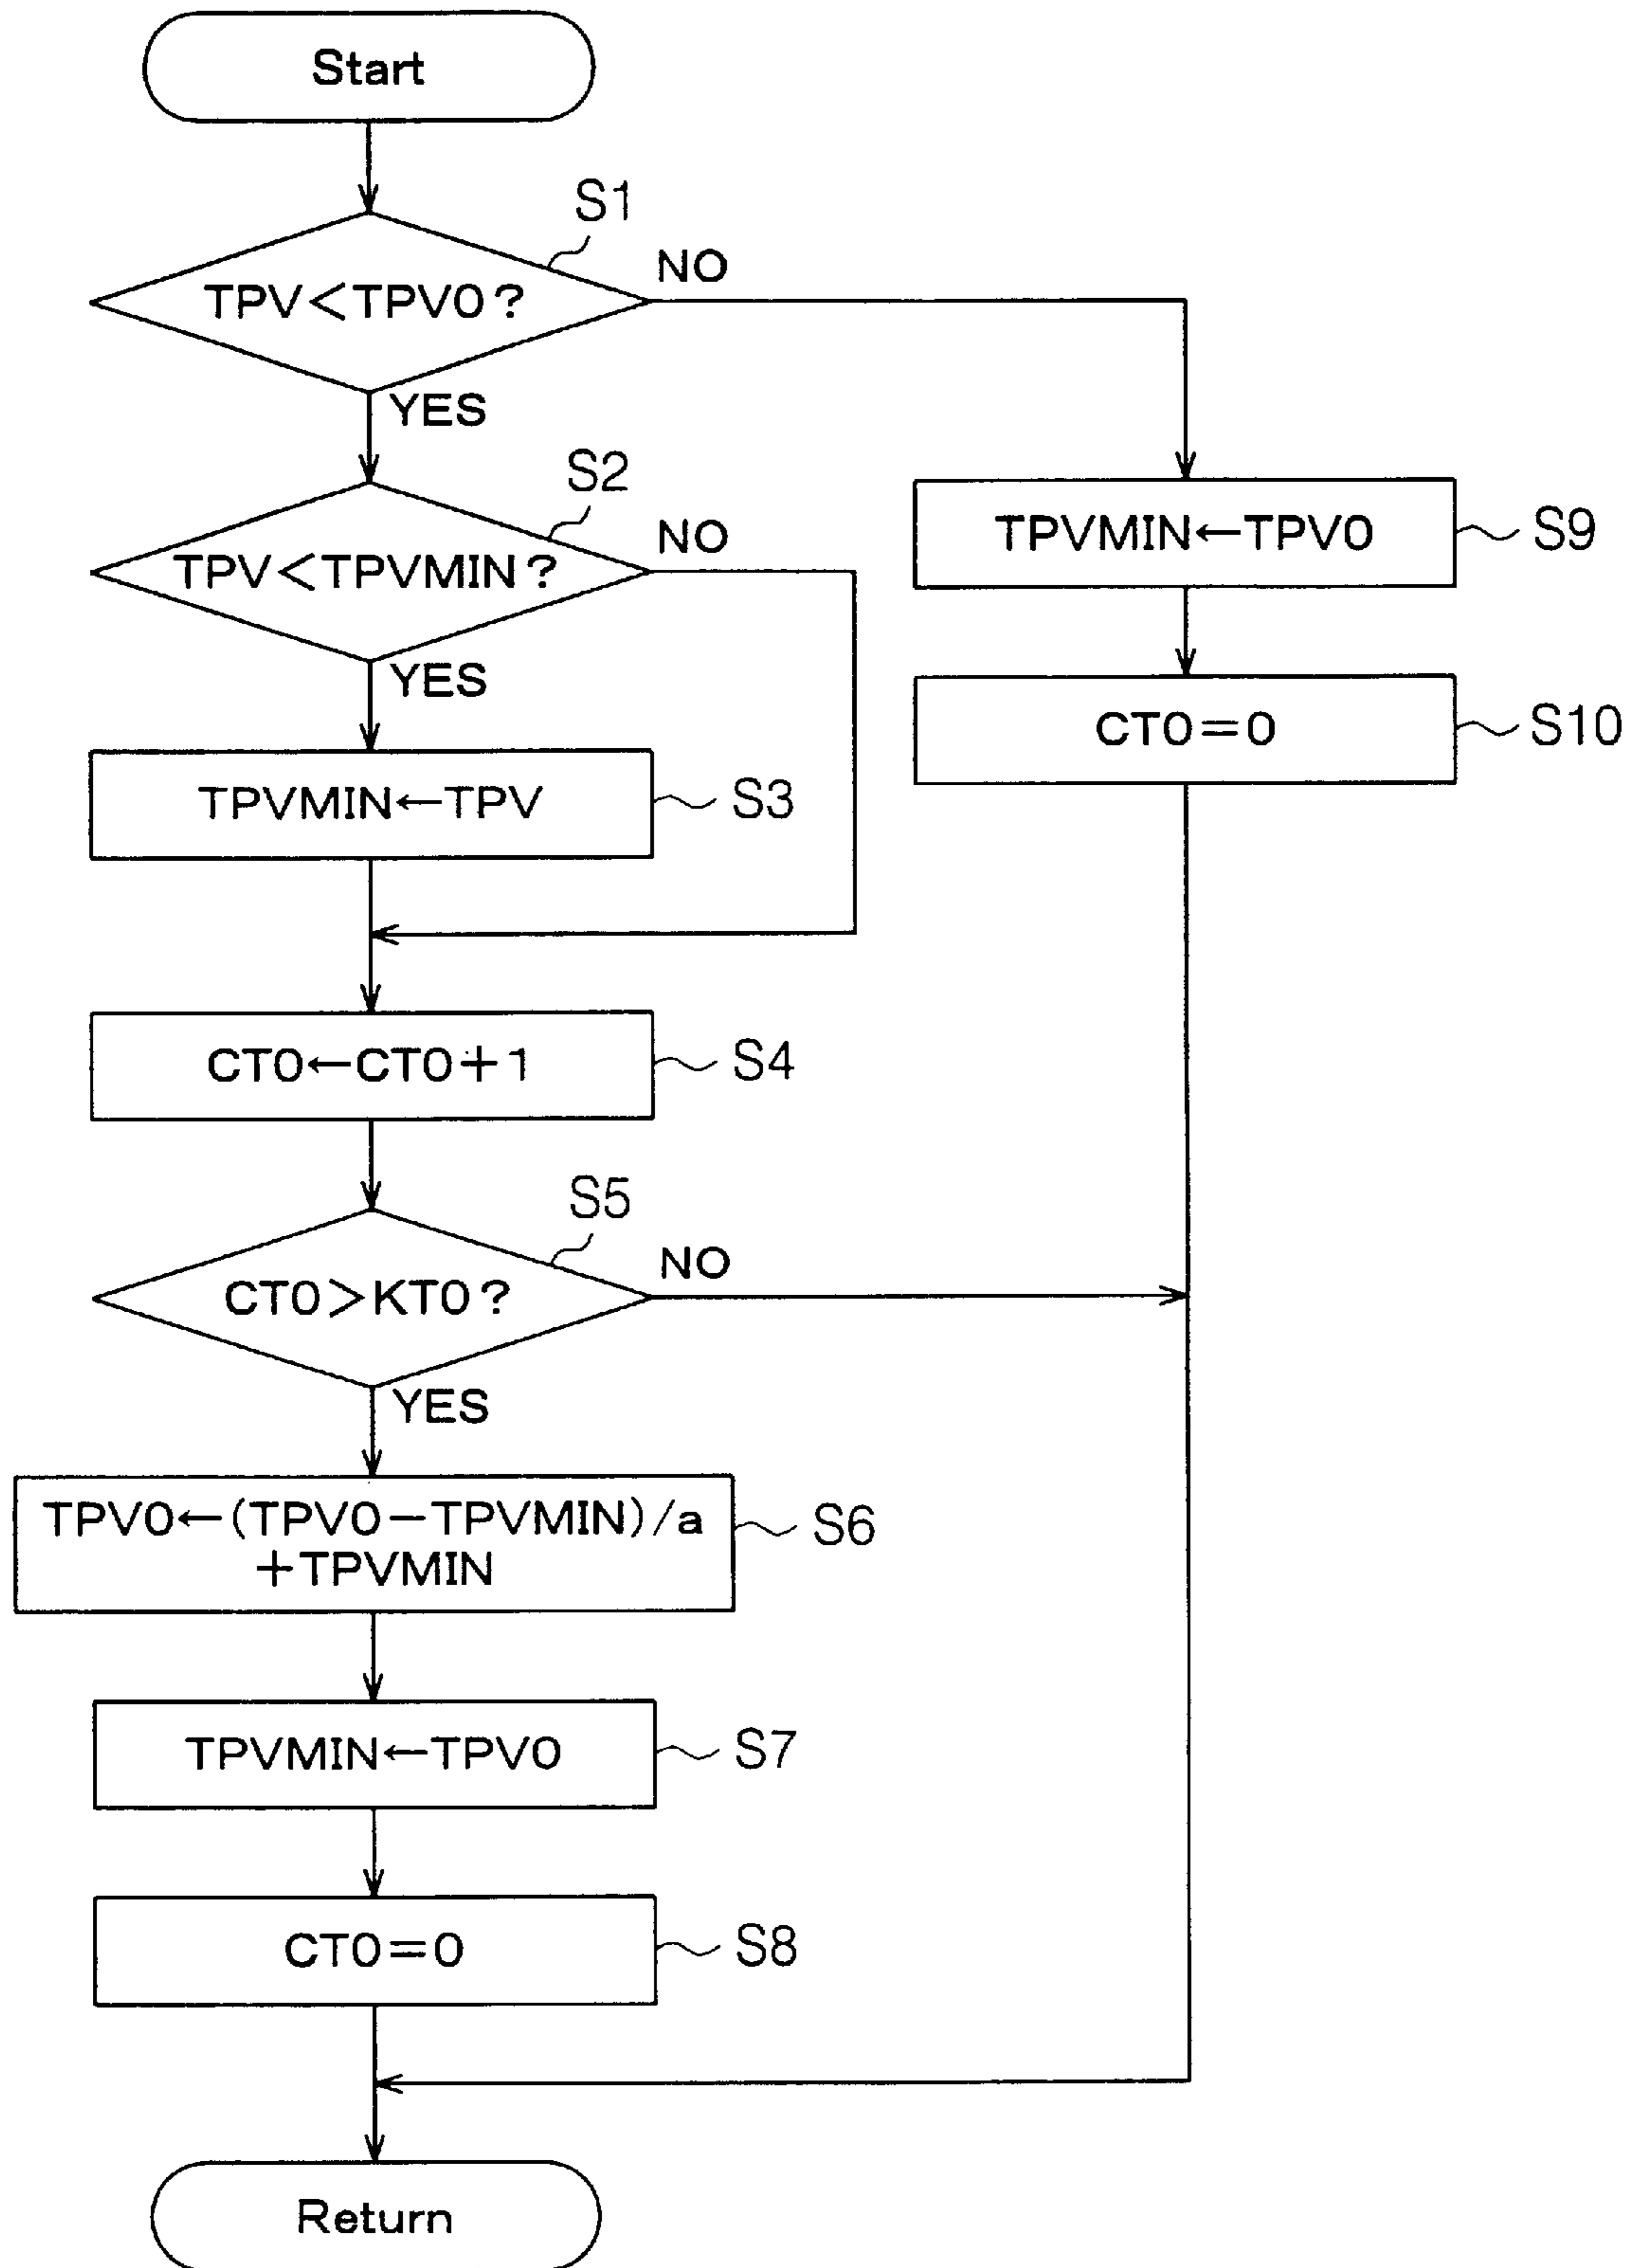 Start
S1
TPV<TPV0?
NO
YES
S2
TPV<TPVMIN?
NO
YES
TPVMIN←TPV
S3
CT0←CT0+1
S4
S5
CT0>KT0?
NO
YES
TPV0←(TPV0−TPVMIN)/a
+TPVMIN
S6
TPVMIN←TPV0
S7
CT0=0
S8
TPVMIN←TPV0
S9
CT0=0
S10
Return